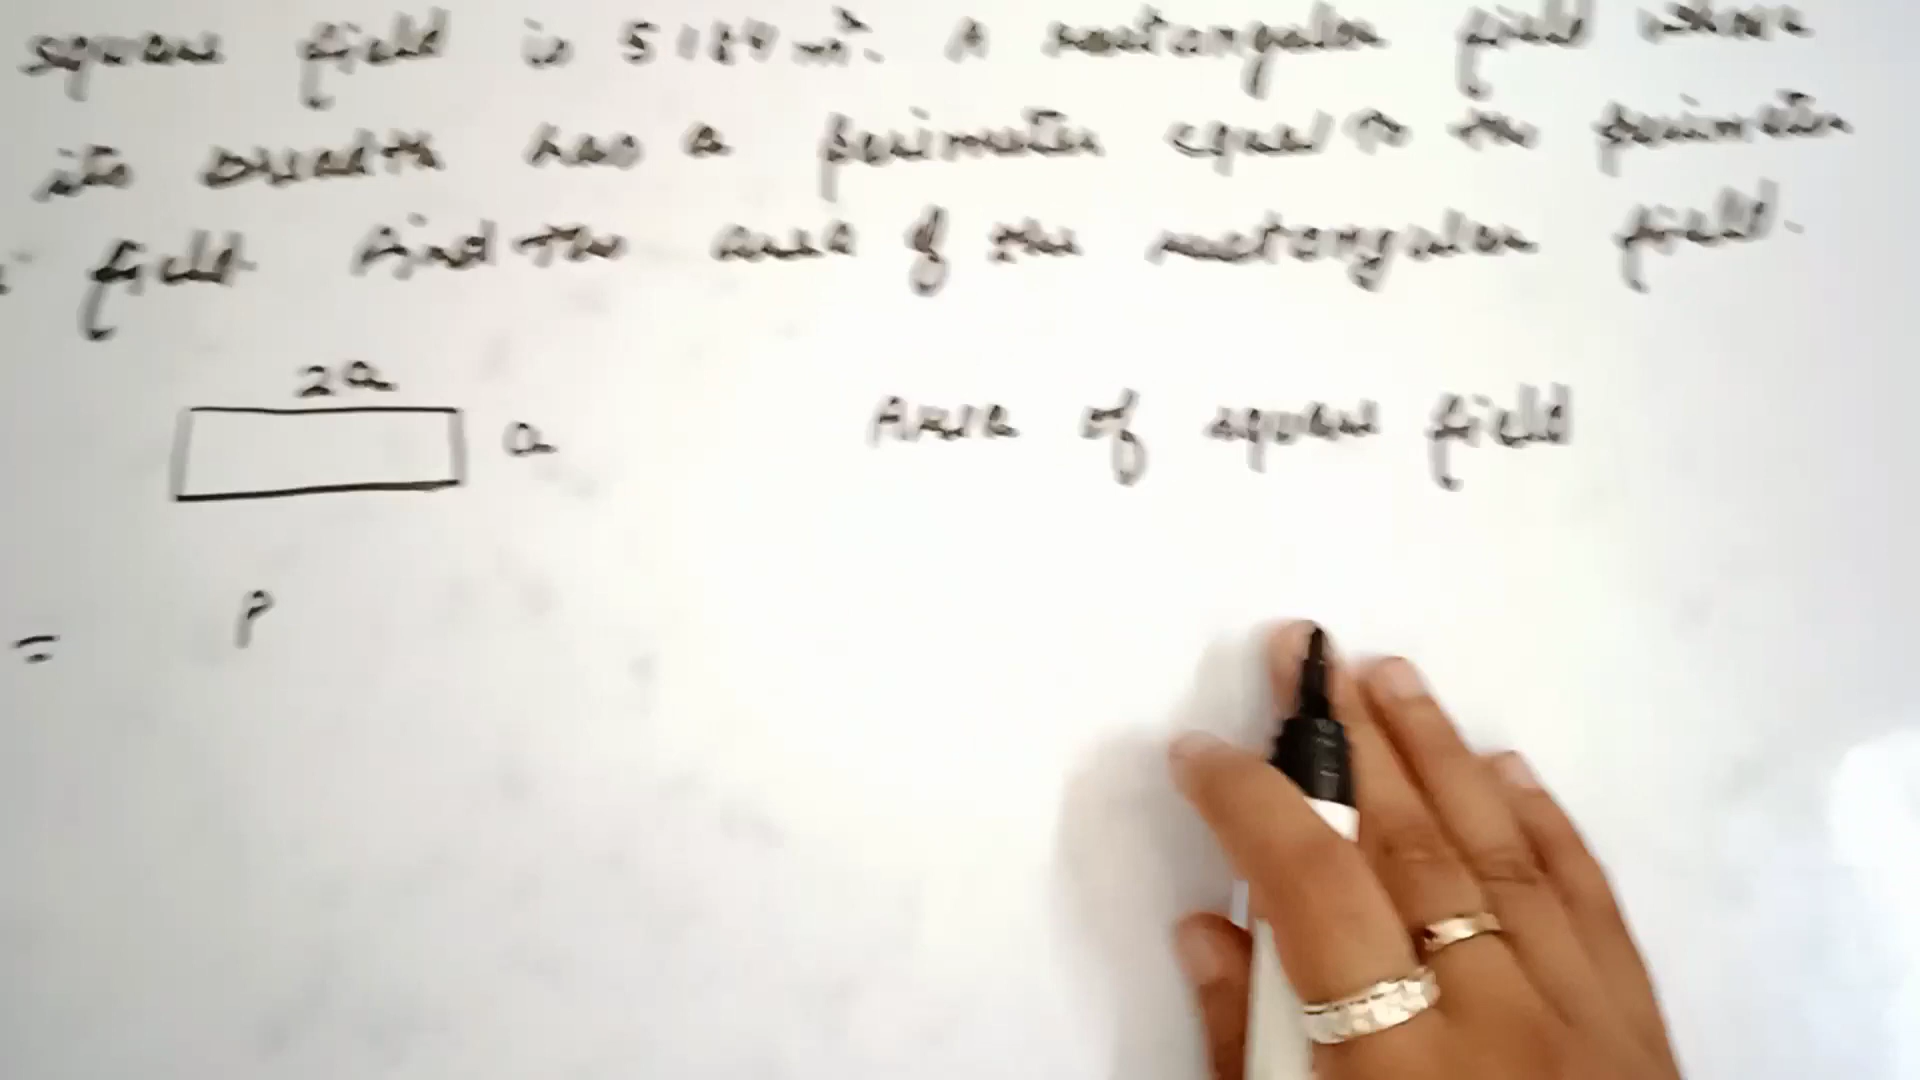 square field is 5184 m². A rectangular field whose
its breadth has a perimeter equal to the perimeter
field. Find the area of the rectangular field.
2a
a
Area of square field
P
=